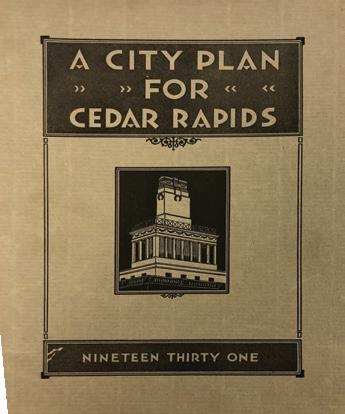 A CITY PLAN
›› ›› FOR ‹‹ ‹‹
CEDAR RAPIDS
NINETEEN THIRTY ONE